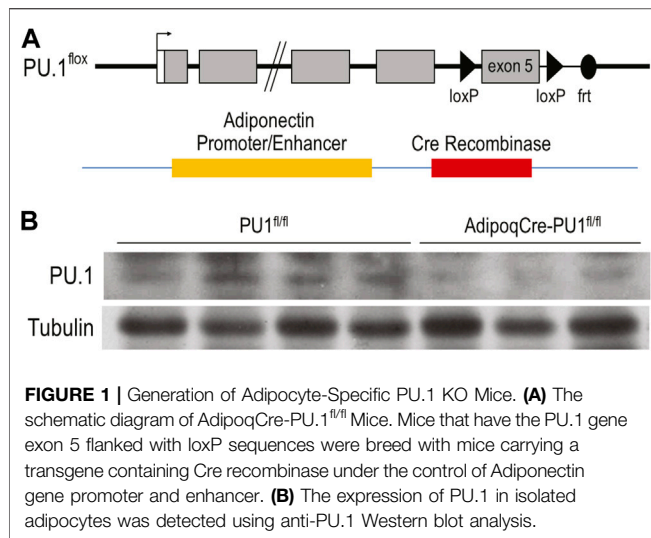 A
PU.1flox
exon 5
loxP
loxP
frt
Adiponectin
Promoter/Enhancer
Cre Recombinase
B
PU1fl/fl
AdipoqCre-PU1fl/fl
PU.1
Tubulin
FIGURE 1 | Generation of Adipocyte-Specific PU.1 KO Mice. (A) The
schematic diagram of AdipoqCre-PU.1fl/fl Mice. Mice that have the PU.1 gene
exon 5 flanked with loxP sequences were breed with mice carrying a
transgene containing Cre recombinase under the control of Adiponectin
gene promoter and enhancer. (B) The expression of PU.1 in isolated
adipocytes was detected using anti-PU.1 Western blot analysis.